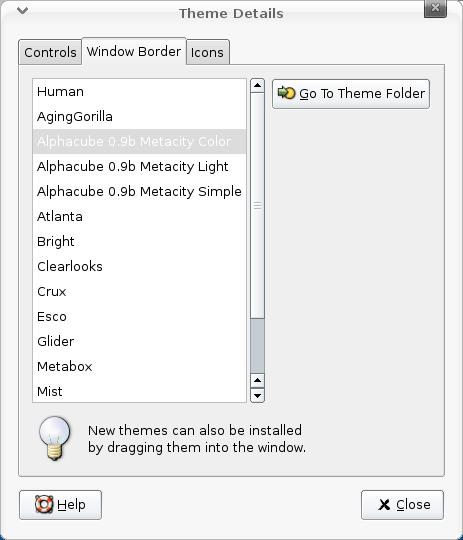 Theme Details
Controls
Window Border
Icons
Human
AgingGorilla
Alphacube 0.9b Metacity Color
Alphacube 0.9b Metacity Light
Alphacube 0.9b Metacity Simple
Atlanta
Bright
Clearlooks
Crux
Esco
Glider
Metabox
Mist
Go To Theme Folder
New themes can also be installed
by dragging them into the window.
Help
Close